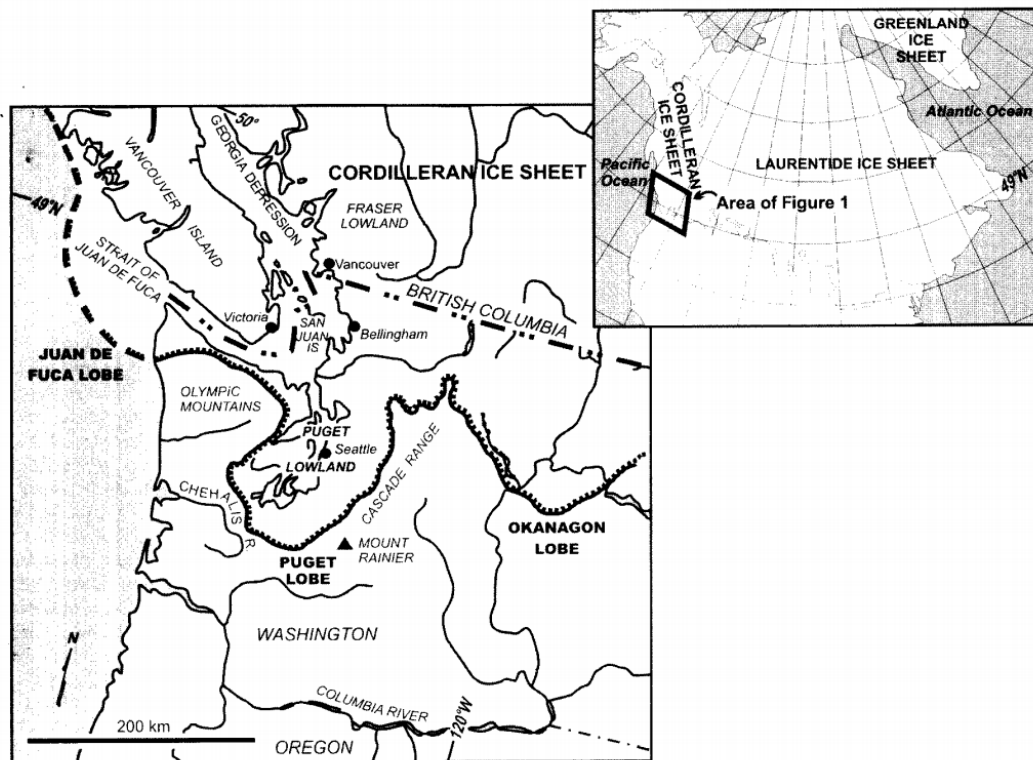 GREENLAND
ICE
SHEET
CORDILLERAN
ICE SHEET
Atlantic Ocean
Pacific
Ocean
LAURENTIDE ICE SHEET
49°N
Area of Figure 1
50°
GEORGIA DEPRESSION
VANCOUVER
ISLAND
CORDILLERAN ICE SHEET
FRASER
LOWLAND
49°N
STRAIT OF
JUAN DE FUCA
Vancouver
BRITISH COLUMBIA
Victoria
SAN
JUAN
IS
Bellingham
JUAN DE
FUCA LOBE
OLYMPIC
MOUNTAINS
PUGET
LOWLAND
Seattle
CASCADE RANGE
CHEHALIS R
OKANAGON
LOBE
MOUNT
RAINIER
PUGET
LOBE
WASHINGTON
N
COLUMBIA RIVER
120°W
200 km
OREGON